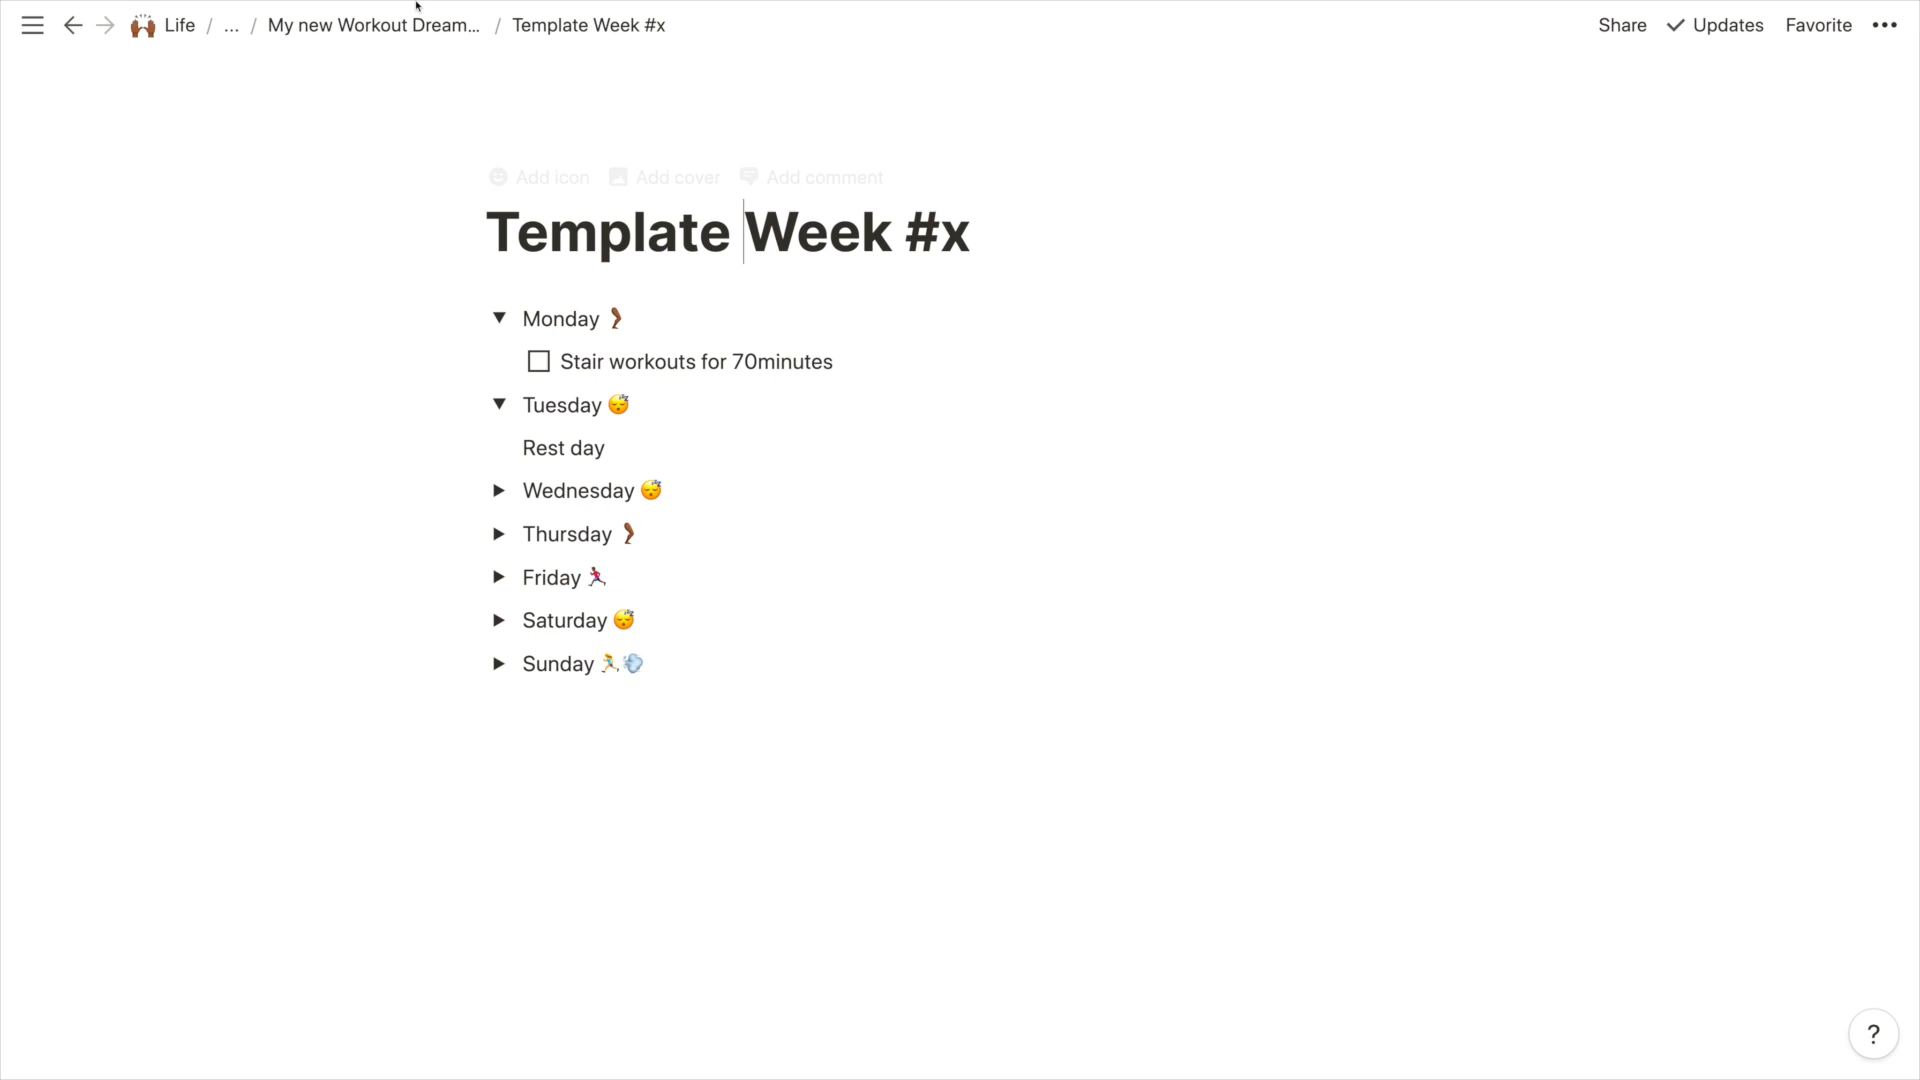 Life / ... / My new Workout Dream... / Template Week #x
Share Updates Favorite
Add icon Add cover Add comment
Template Week #x
Monday 🦵🏾
Stair workouts for 70minutes
Tuesday 😴
Rest day
Wednesday 😴
Thursday 🦵🏾
Friday 🏃🏾‍♀️
Saturday 😴
Sunday 🏃💨
?